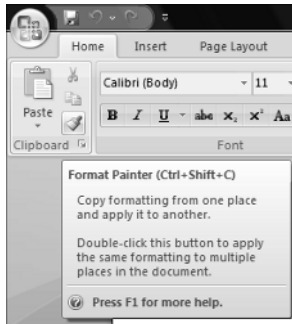 Home Insert Page Layout
Calibri (Body) 11
Paste
B I U abc X₂ X² Aa
Clipboard Font
Format Painter (Ctrl+Shift+C)
Copy formatting from one place
and apply it to another.
Double-click this button to apply
the same formatting to multiple
places in the document.
Press F1 for more help.